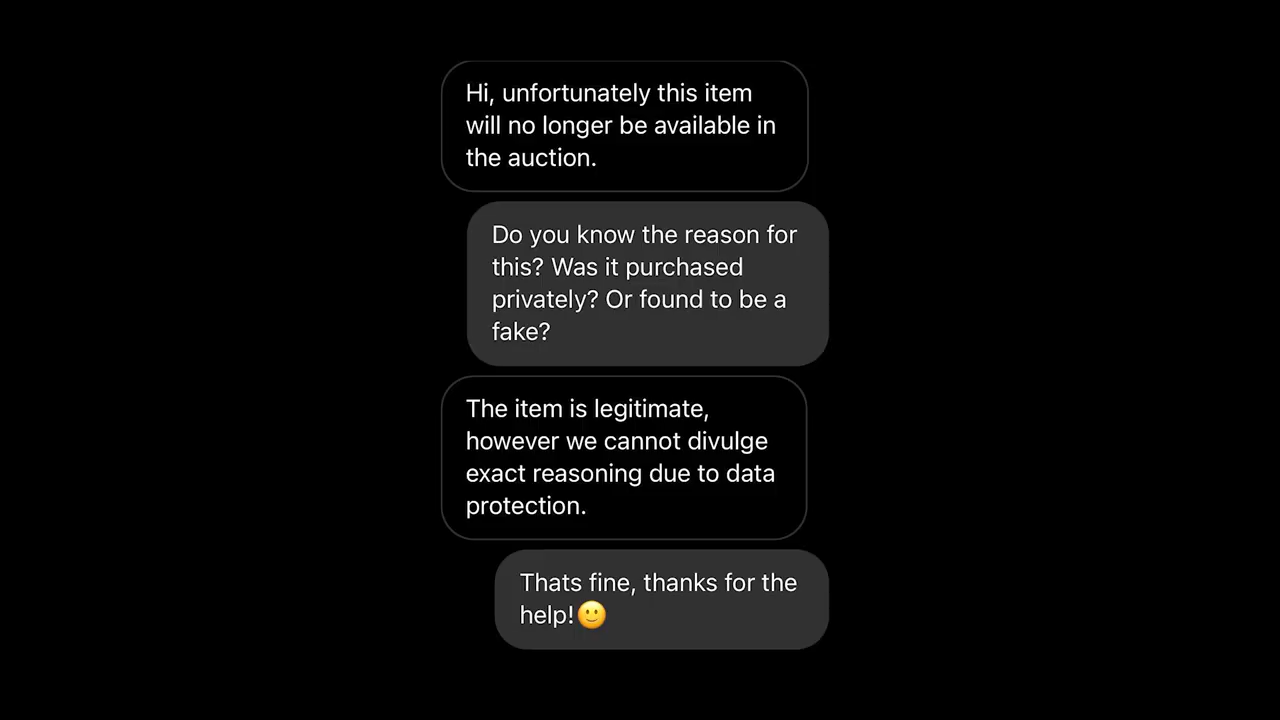 Hi, unfortunately this item
will no longer be available in
the auction.
Do you know the reason for
this? Was it purchased
privately? Or found to be a
fake?
The item is legitimate,
however we cannot divulge
exact reasoning due to data
protection.
Thats fine, thanks for the
help!🙂